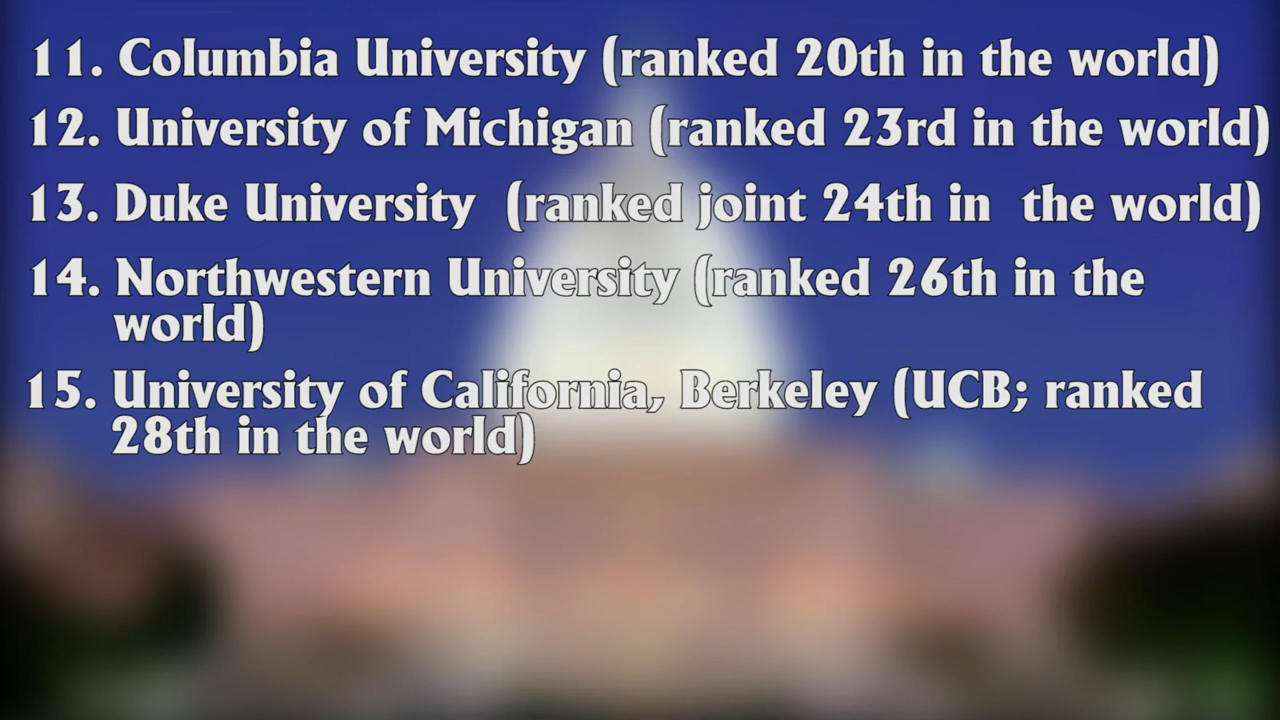 11. Columbia University (ranked 20th in the world)
12. University of Michigan (ranked 23rd in the world)
13. Duke University (ranked joint 24th in the world)
14. Northwestern University (ranked 26th in the
world)
15. University of California, Berkeley (UCB; ranked
28th in the world)